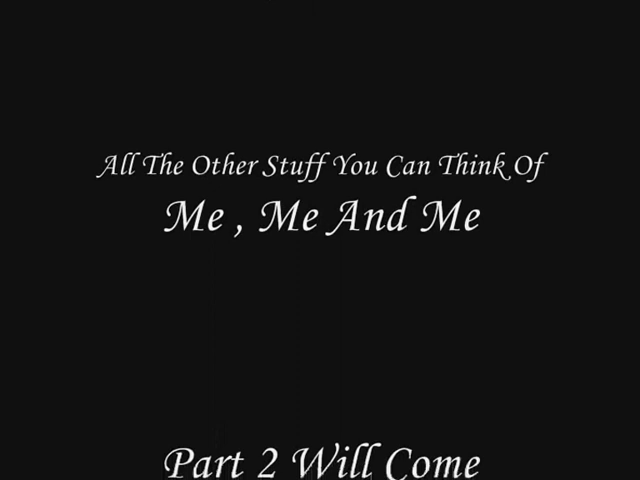 All The Other Stuff You Can Think Of
Me , Me And Me
Part 2 Will Come